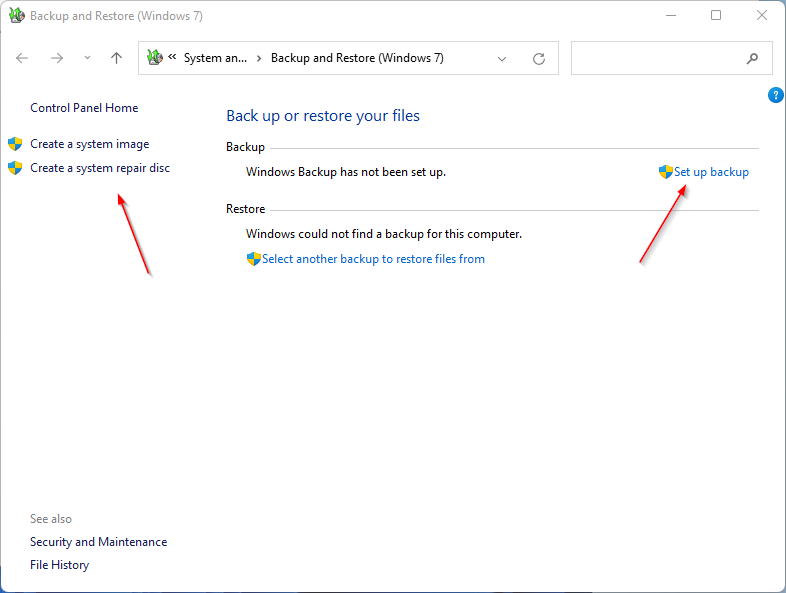 Backup and Restore (Windows 7)
« System an... > Backup and Restore (Windows 7)
?
Control Panel Home
Create a system image
Create a system repair disc
Back up or restore your files
Backup
Windows Backup has not been set up.
Set up backup
Restore
Windows could not find a backup for this computer.
Select another backup to restore files from
See also
Security and Maintenance
File History